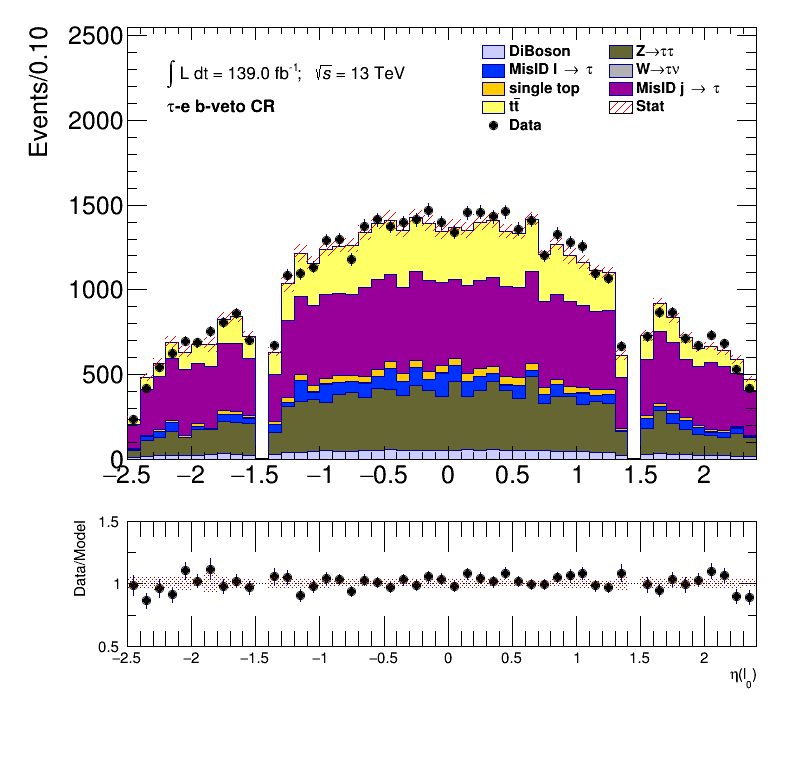 Events/0.10
2500
2000
1500
1000
500
0
∫ L dt = 139.0 fb⁻¹; √s = 13 TeV
τ-e b-veto CR
DiBoson
MisID l → τ
single top
tt̄
Data
Z→ττ
W→τν
MisID j → τ
Stat
−2.5 −2 −1.5 −1 −0.5 0 0.5 1 1.5 2
Data/Model
1.5
1
0.5
−2.5 −2 −1.5 −1 −0.5 0 0.5 1 1.5 2
η(l₀)